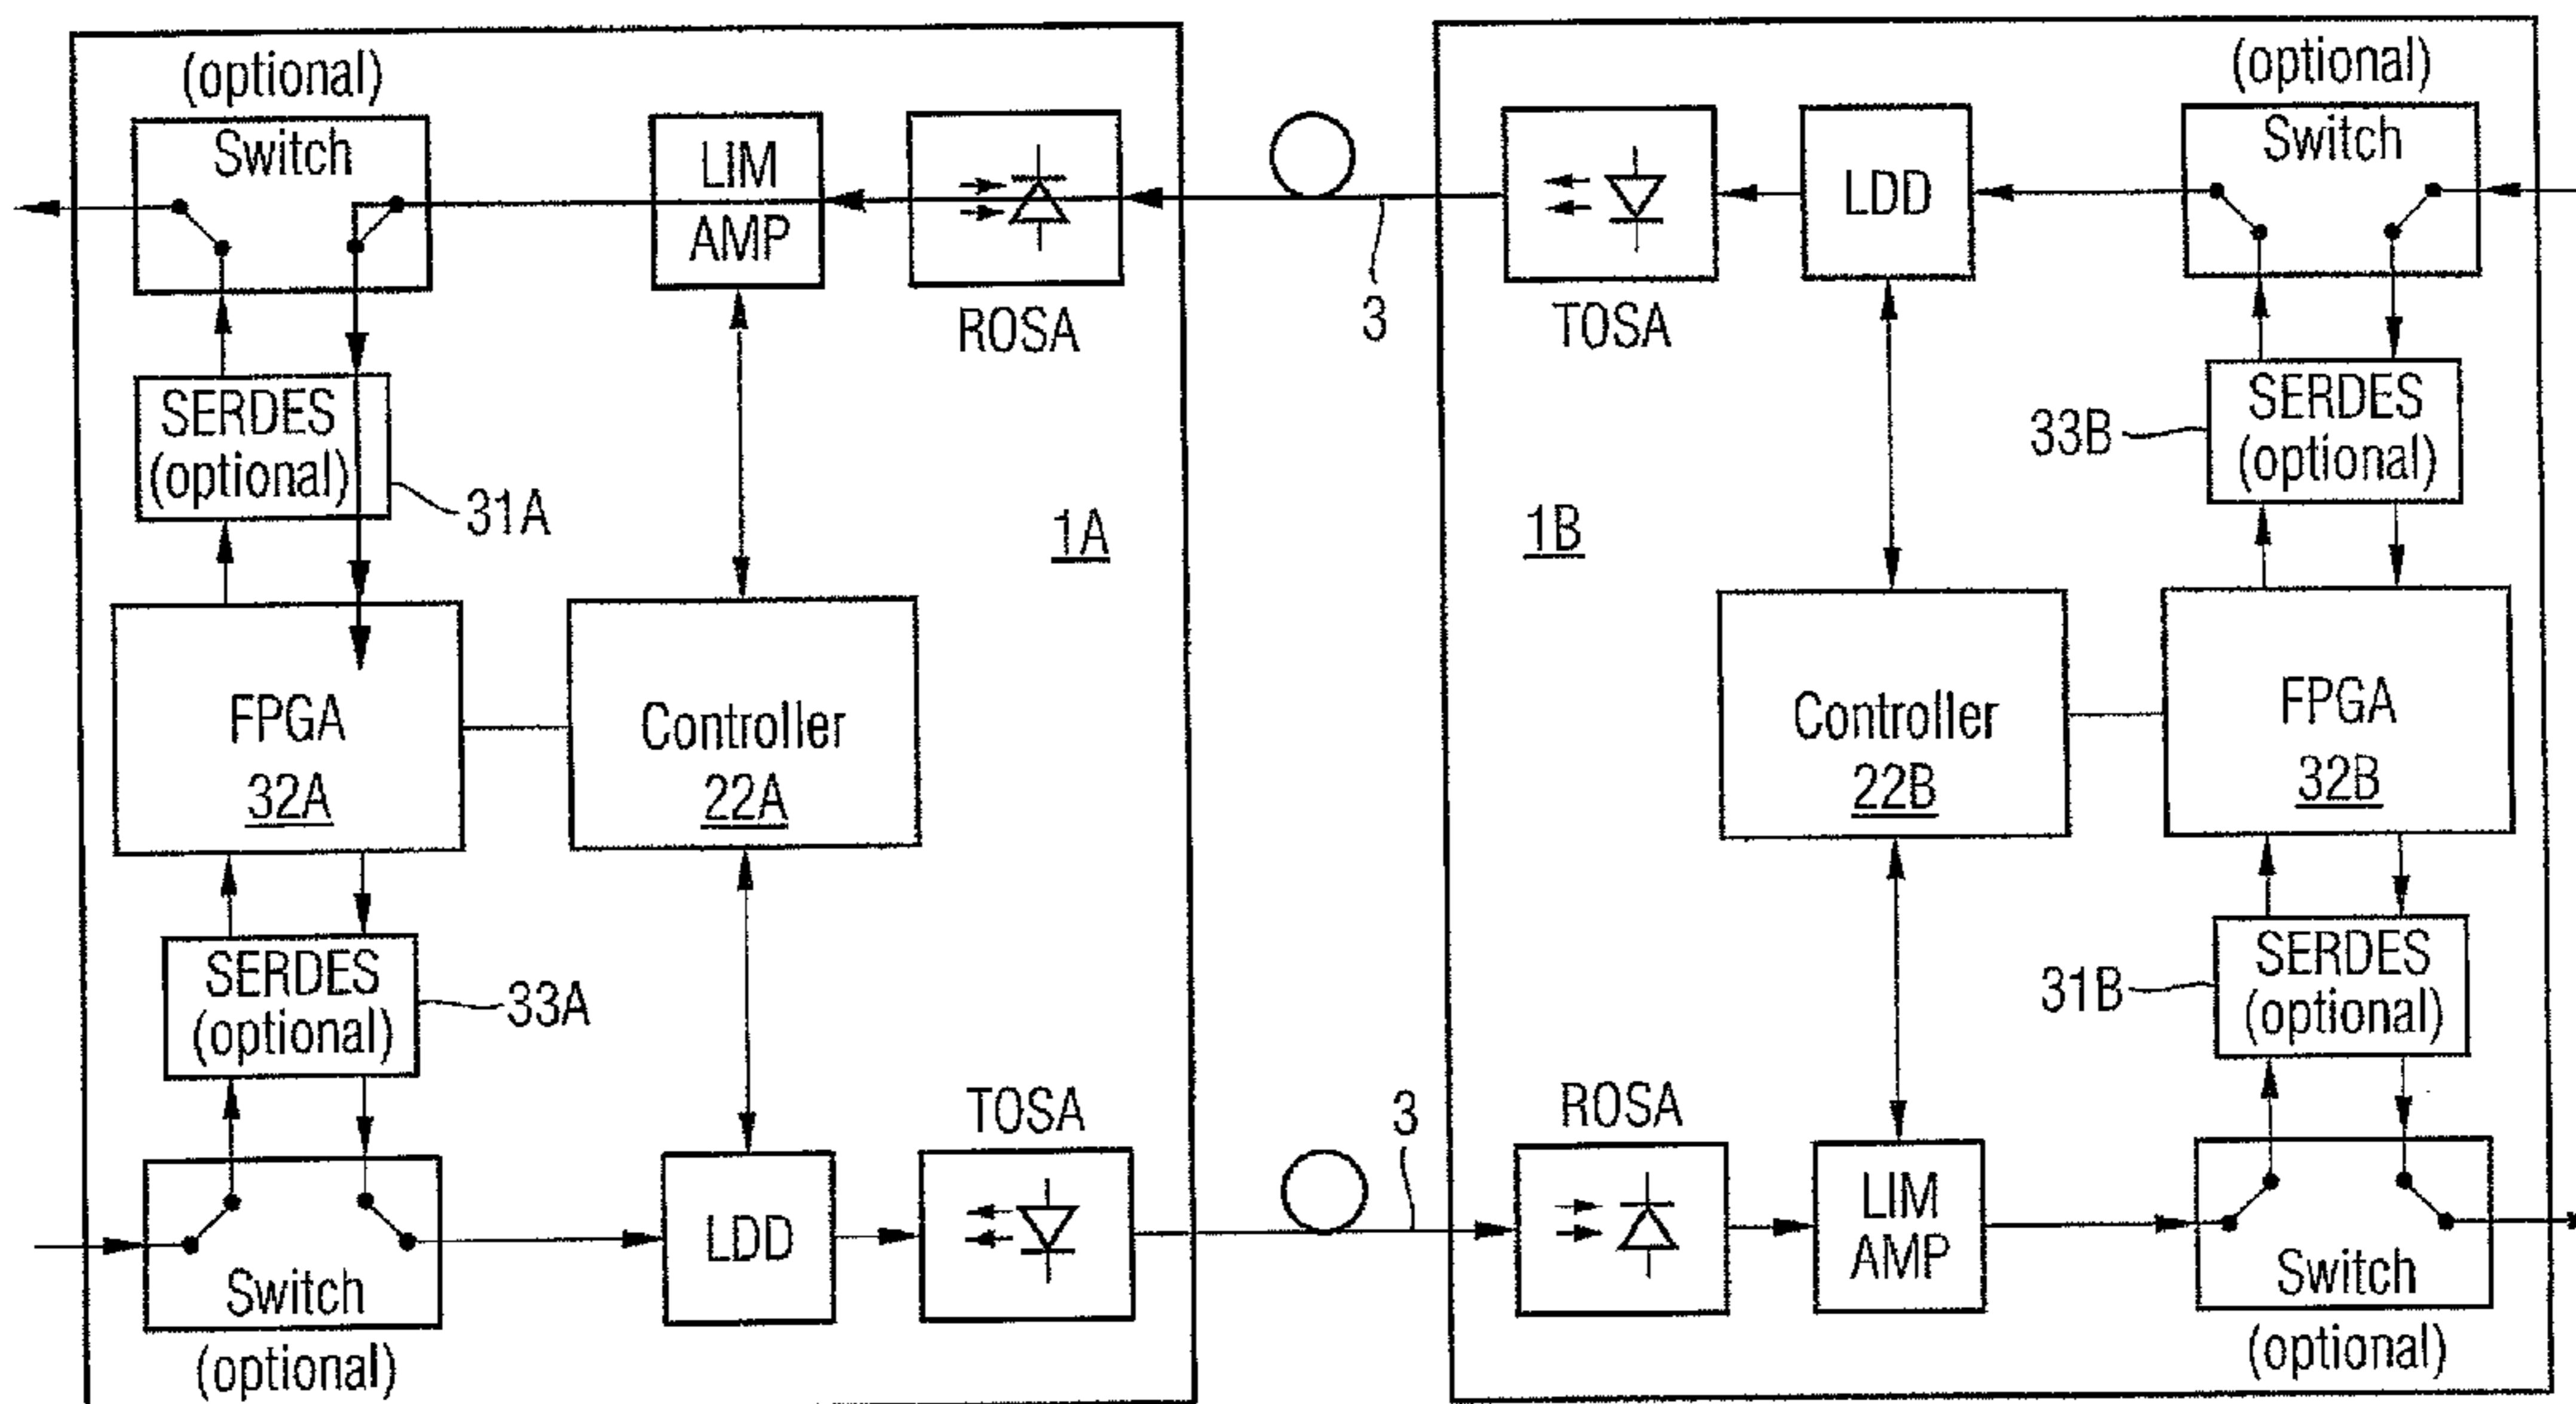 (optional)
Switch
LIM
AMP
ROSA
SERDES
(optional)
31A
1A
FPGA
32A
Controller
22A
SERDES
(optional)
33A
Switch
(optional)
LDD
TOSA
3
3
TOSA
LDD
(optional)
Switch
SERDES
(optional)
33B
1B
Controller
22B
FPGA
32B
SERDES
(optional)
31B
ROSA
LIM
AMP
Switch
(optional)